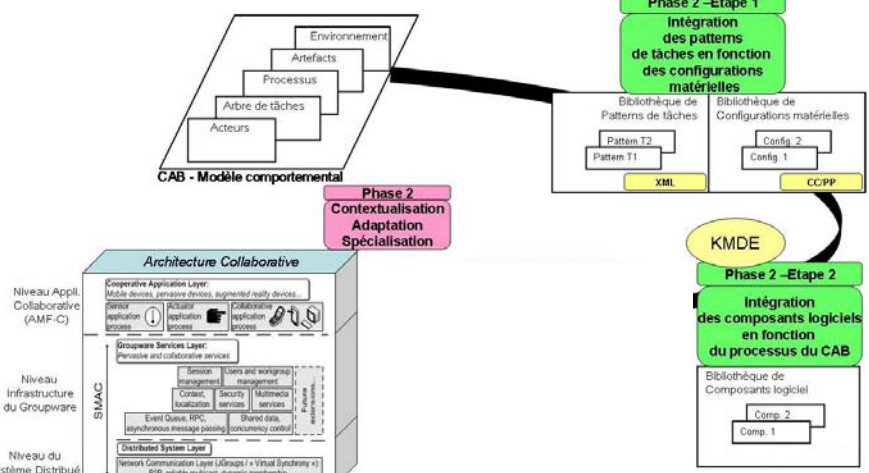 Phase 2 –Etape 1
Intégration
des patterns
de tâches en fonction
des configurations
matérielles
Bibliothèque de
Patterns de tâches
Pattern T2
Pattern T1
XML
Bibliothèque de
Configurations matérielles
Config. 2
Config. 1
CC/PP
Environnement
Artefacts
Processus
Arbre de tâches
Acteurs
CAB - Modèle comportemental
Phase 2
Contextualisation
Adaptation
Spécialisation
KMDE
Phase 2 –Etape 2
Intégration
des composants logiciels
en fonction
du processus du CAB
Bibliothèque de
Composants logiciel
Comp. 2
Comp. 1
Architecture Collaborative
Niveau Appli.
Collaborative
(AMF-C)
Cooperative Application Layer:
Mobile devices, pervasive devices, augmented reality devices...
Sensor
application
process
Actuator
application
process
Collaborative
application
process
Niveau
Infrastructure
du Groupware
SMAC
Groupware Services Layer:
Pervasive and collaborative services
Session
management
Users and workgroup
management
Context,
localization
Security
services
Multimedia
services
Event Queue, RPC,
asynchronous message passing
Shared data,
concurrency control
Future
extensions...
Niveau du
stème Distribué
Distributed System Layer
Network Communication Layer (JGroups / « Virtual Synchrony »):
P2P, reliable multicast, dynamic membership